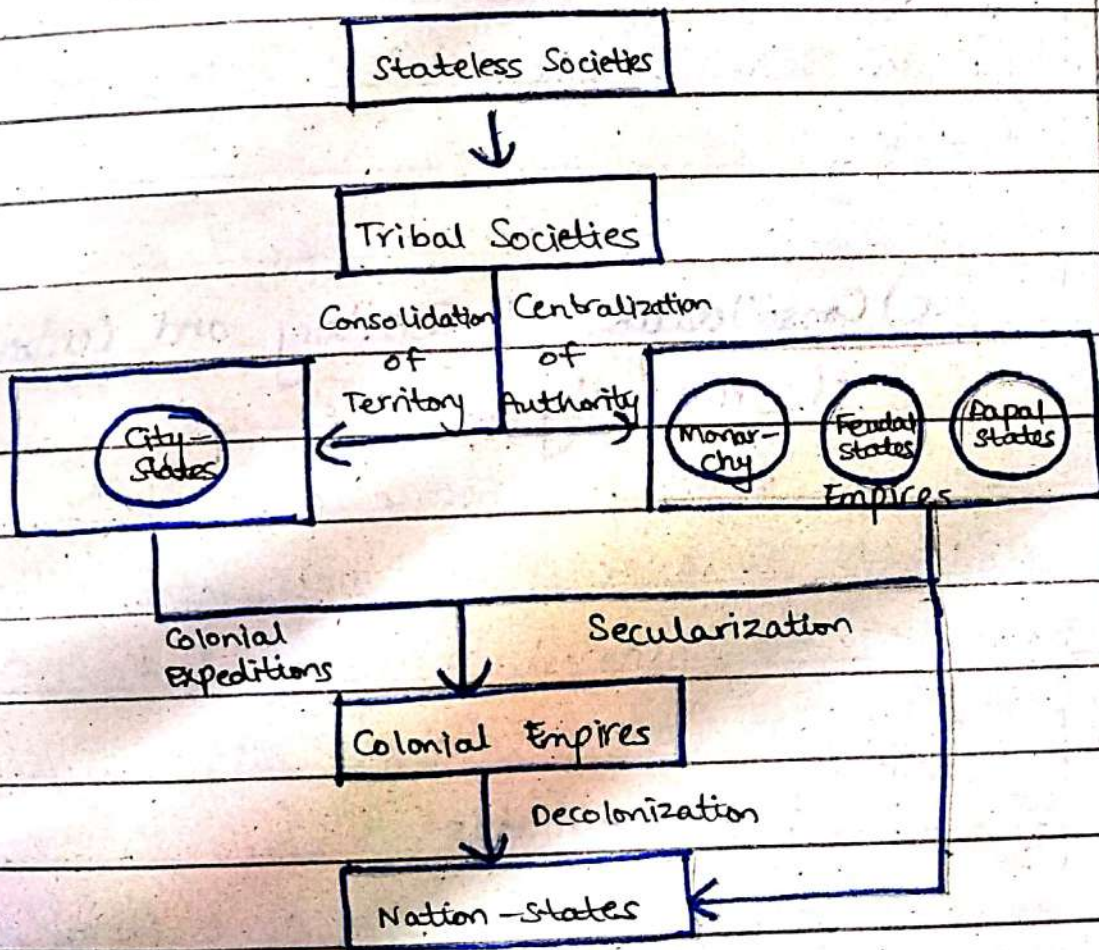 Stateless Societies
Tribal Societies
Consolidation
of
Territory
Centralization
of
Authority
City-
States
Monar-
chy
Feudal
states
Papal
States
Empires
Colonial
expeditions
Secularization
Colonial Empires
Decolonization
Nation-states